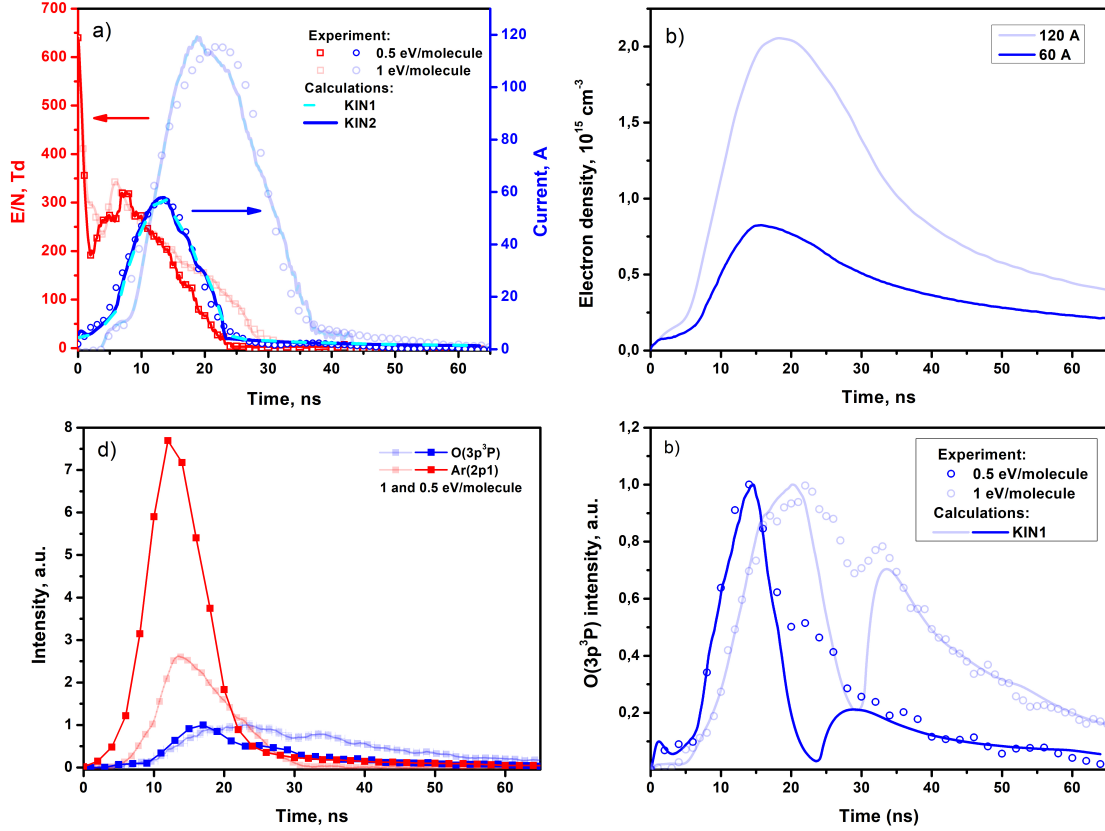 a)
700
600
500
400
300
200
100
0
E/N, Td
120
100
80
60
40
20
0
Current, A
Experiment:
0.5 eV/molecule
1 eV/molecule
Calculations:
KIN1
KIN2
0 10 20 30 40 50 60
Time, ns
b)
120 A
60 A
2,0
1,5
1,0
0,5
0,0
Electron density, 10¹⁵ cm⁻³
0 10 20 30 40 50 60
Time, ns
d)
8
7
6
5
4
3
2
1
0
Intensity, a.u.
O(3p³P)
Ar(2p1)
1 and 0.5 eV/molecule
0 10 20 30 40 50 60
Time, ns
b)
1,2
1,0
0,8
0,6
0,4
0,2
O(3p³P) intensity, a.u.
Experiment:
0.5 eV/molecule
1 eV/molecule
Calculations:
KIN1
0 10 20 30 40 50 60
Time (ns)